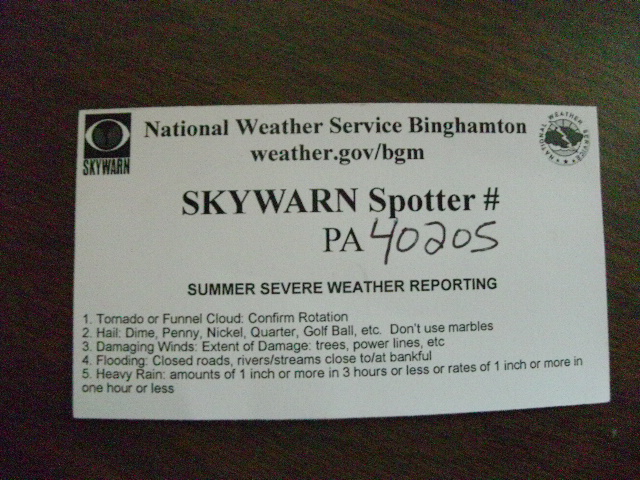 National Weather Service Binghamton
weather.gov/bgm
SKYWARN
NATIONAL WEATHER SERVICE
SKYWARN Spotter #
PA 40205
SUMMER SEVERE WEATHER REPORTING
1. Tornado or Funnel Cloud: Confirm Rotation
2. Hail: Dime, Penny, Nickel, Quarter, Golf Ball, etc. Don't use marbles
3. Damaging Winds: Extent of Damage: trees, power lines, etc
4. Flooding: Closed roads, rivers/streams close to/at bankful
5. Heavy Rain: amounts of 1 inch or more in 3 hours or less or rates of 1 inch or more in
one hour or less